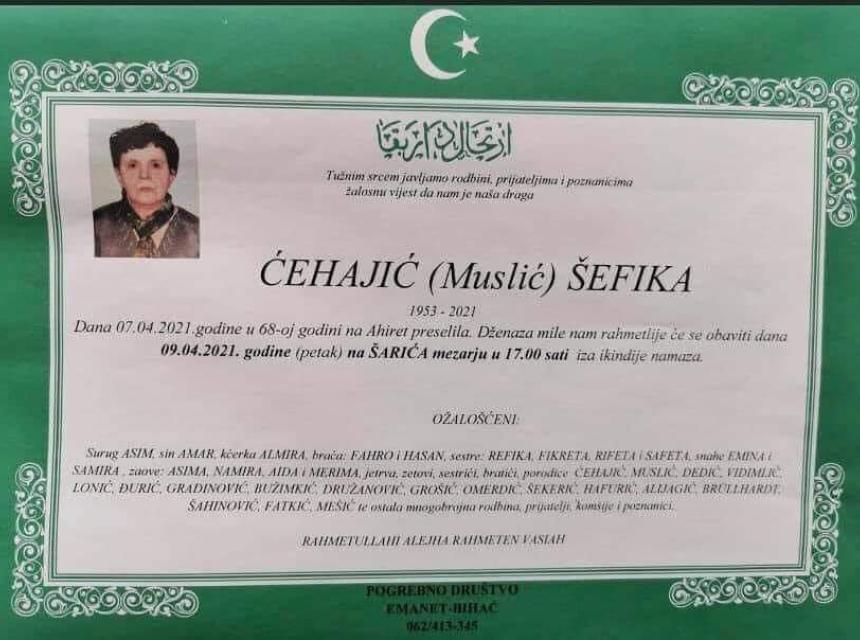 ارتحال دار بقا
Tužnim srcem javljamo rodbini, prijateljima i poznanicima
žalosnu vijest da nam je naša draga
ĆEHAJIĆ (Muslić) ŠEFIKA
1953 - 2021
Dana 07.04.2021.godine u 68-oj godini na Ahiret preselila. Dženaza mile nam rahmetlije će se obaviti dana
09.04.2021. godine (petak) na ŠARIĆA mezarju u 17.00 sati iza ikindije namaza.
OŽALOŠĆENI:
Surug ASIM, sin AMAR, kćerka ALMIRA, braća: FAHRO i HASAN, sestre: REFIKA, FIKRETA, RIFETA i SAFETA, snahe EMINA i
SAMIRA , zaove: ASIMA, NAMIRA, AIDA i MERIMA, jetrva, zetovi, sestrići, bratići, porodice ĆEHAJIĆ, MUSLIĆ, DEDIĆ, VIDIMLIĆ,
LONIĆ, ĐURIĆ, GRADINOVIĆ, BUŽIMKIĆ, DRUŽANOVIĆ, GROŠIĆ, OMERDIĆ, ŠEKERIĆ, HAFURIĆ, ALIJAGIĆ, BRÜLLHARDT,
ŠAHINOVIĆ, FATKIĆ, MEŠIĆ te ostala mnogobrojna rodbina, prijatelji, komšije i poznanici.
RAHMETULLAHI ALEJHA RAHMETEN VASIAH
POGREBNO DRUŠTVO
EMANET-BIHAĆ
062/413-345